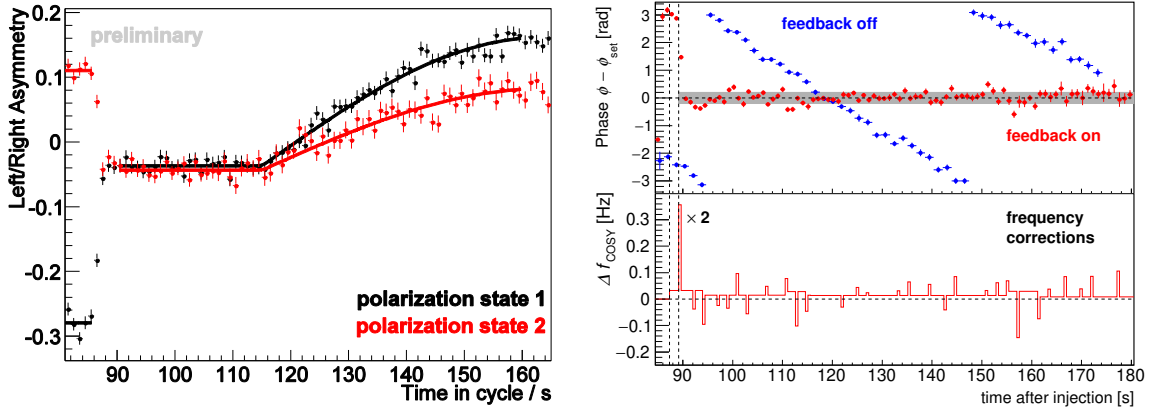 preliminary
Left/Right Asymmetry
0.2
0.1
0
-0.1
-0.2
-0.3
polarization state 1
polarization state 2
90 100 110 120 130 140 150 160
Time in cycle / s
Phase ϕ − ϕset [rad]
3
2
1
0
-1
-2
-3
feedback off
feedback on
Δ fCOSY [Hz]
0.3
0.2
0.1
0
-0.1
-0.2
× 2
frequency
corrections
90 100 110 120 130 140 150 160 170 180
time after injection [s]